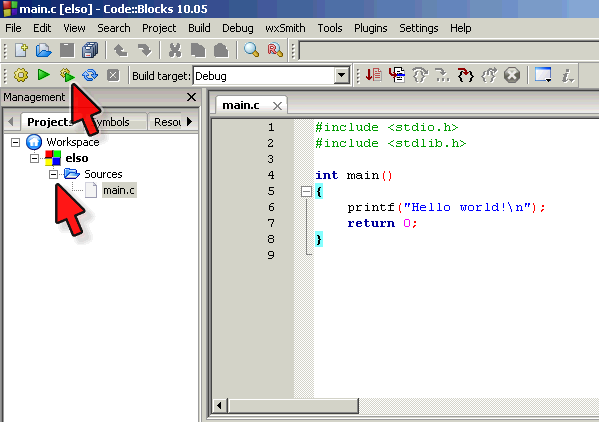 main.c [elso] - Code::Blocks 10.05
File Edit View Search Project Build Debug wxSmith Tools Plugins Settings Help
Build target: Debug
Management
Projects Symbols Resou
Workspace
elso
Sources
main.c
main.c
1 #include <stdio.h>
2 #include <stdlib.h>
3
4 int main()
5 {
6 printf("Hello world!\n");
7 return 0;
8 }
9